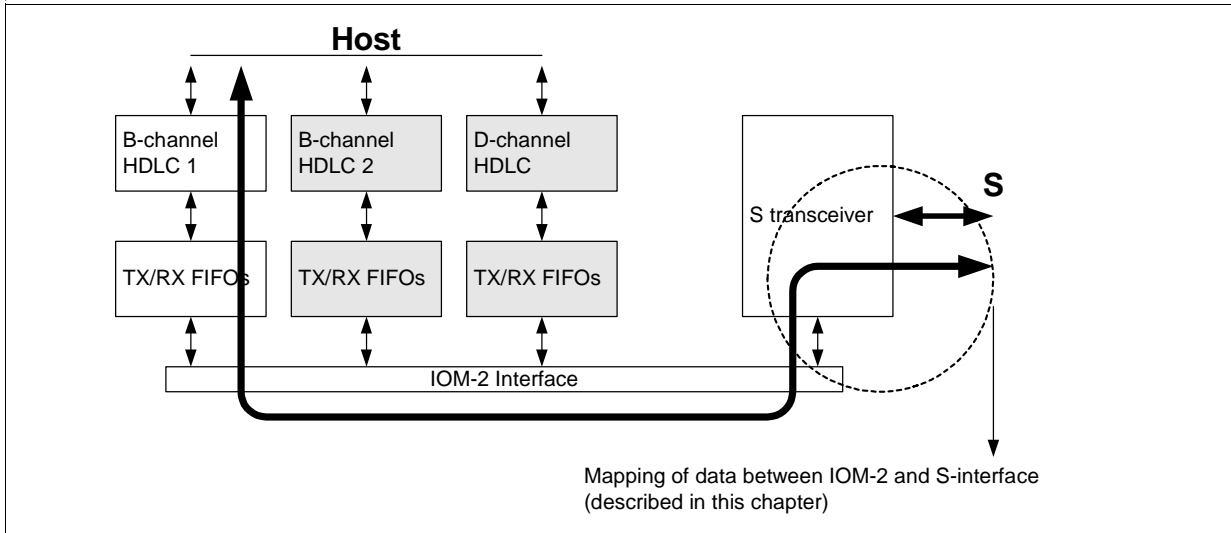 Host
B-channel
HDLC 1
B-channel
HDLC 2
D-channel
HDLC
S
S transceiver
TX/RX FIFOs
TX/RX FIFOs
TX/RX FIFOs
IOM-2 Interface
Mapping of data between IOM-2 and S-interface
(described in this chapter)